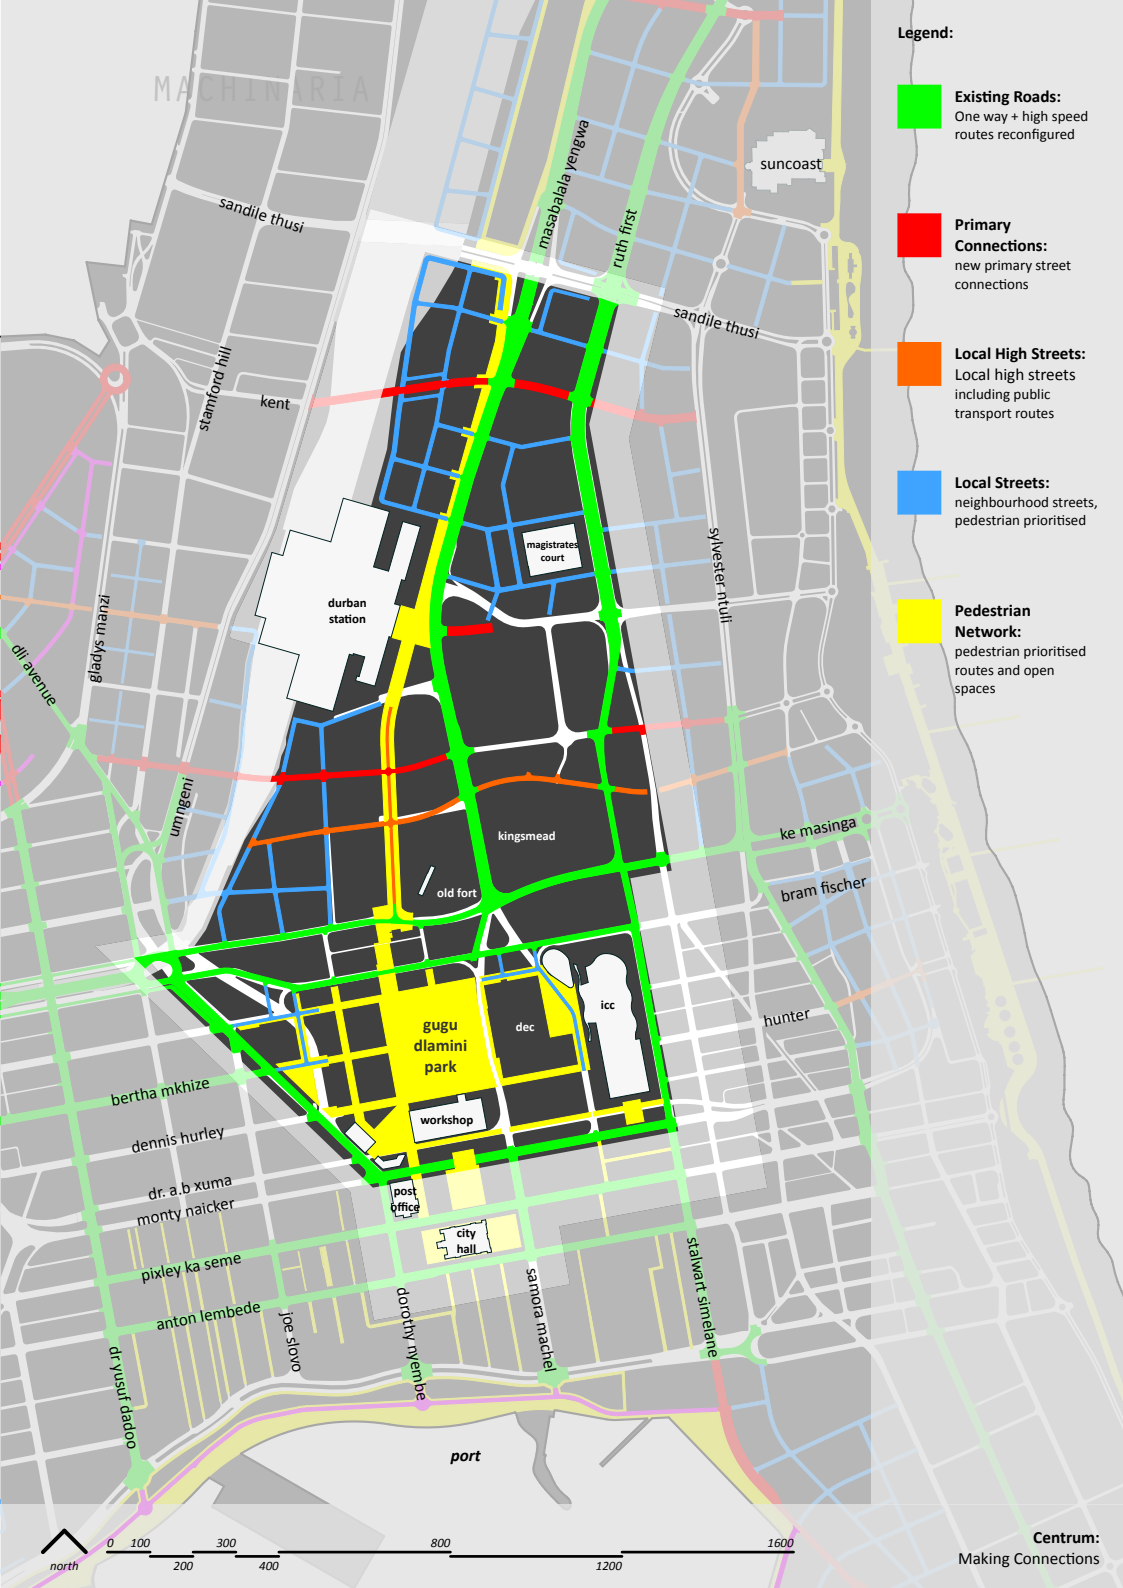 MACHINARIA
Legend:
Existing Roads:
One way + high speed
routes reconfigured
Primary
Connections:
new primary street
connections
Local High Streets:
Local high streets
including public
transport routes
Local Streets:
neighbourhood streets,
pedestrian prioritised
Pedestrian
Network:
pedestrian prioritised
routes and open
spaces
masabalala yengwa
suncoast
sandile thusi
ruth first
sandile thusi
stamford hill
kent
magistrates
court
sylvester ntuli
durban
station
gladys manzi
dli avenue
umngeni
kingsmead
ke masinga
old fort
bram fischer
icc
gugu
dlamini
park
dec
hunter
bertha mkhize
workshop
dennis hurley
dr. a.b xuma
post
office
monty naicker
city
hall
pixley ka seme
stalwart simelane
anton lembede
samora machel
dorothy nyembe
joe slovo
dr yusuf dadoo
port
0 100 300 800 1600
200 400 1200
north
Centrum:
Making Connections